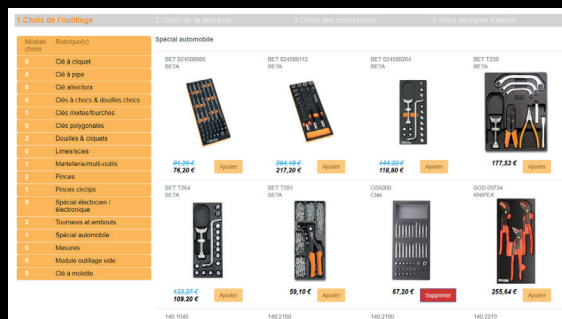 1.Choix de l'outillage
2-Choix de la servante
3.Choix des accessoires
4.Votre servante d'atelier
Module choisi Rubrique(s)
0 Clé à cliquet
0 Clé à pipe
0 Clé allen/torx
0 Clés à chocs & douilles chocs
1 Clés mixtes/fourches
0 Clés polygonales
2 Douilles & cliquets
0 Limes/scies
1 Martellerie/multi-outils
2 Pinces
1 Pinces circlips
0 Spécial électricien / électronique
Tournevis et embouts
1 Spécial automobile
0 Mesures
0 Module outillage vide
0 Clé à molette
Spécial automobile
BET 024500086
BETA
91,20 €
76,20 €
Ajouter
BET 024500112
BETA
264,18 €
217,20 €
Ajouter
BET 024500264
BETA
144,33 €
118,80 €
Ajouter
BET T250
BETA
177,53 €
Ajouter
BET T264
BETA
133,27 €
109,20 €
Ajouter
BET T281
BETA
59,10 €
Ajouter
OS6000
Clas
67,20 €
Supprimer
BOD 09734
KNIPEX
255,64 €
Ajouter
140.1040
140.2100
140.2180
140.2219